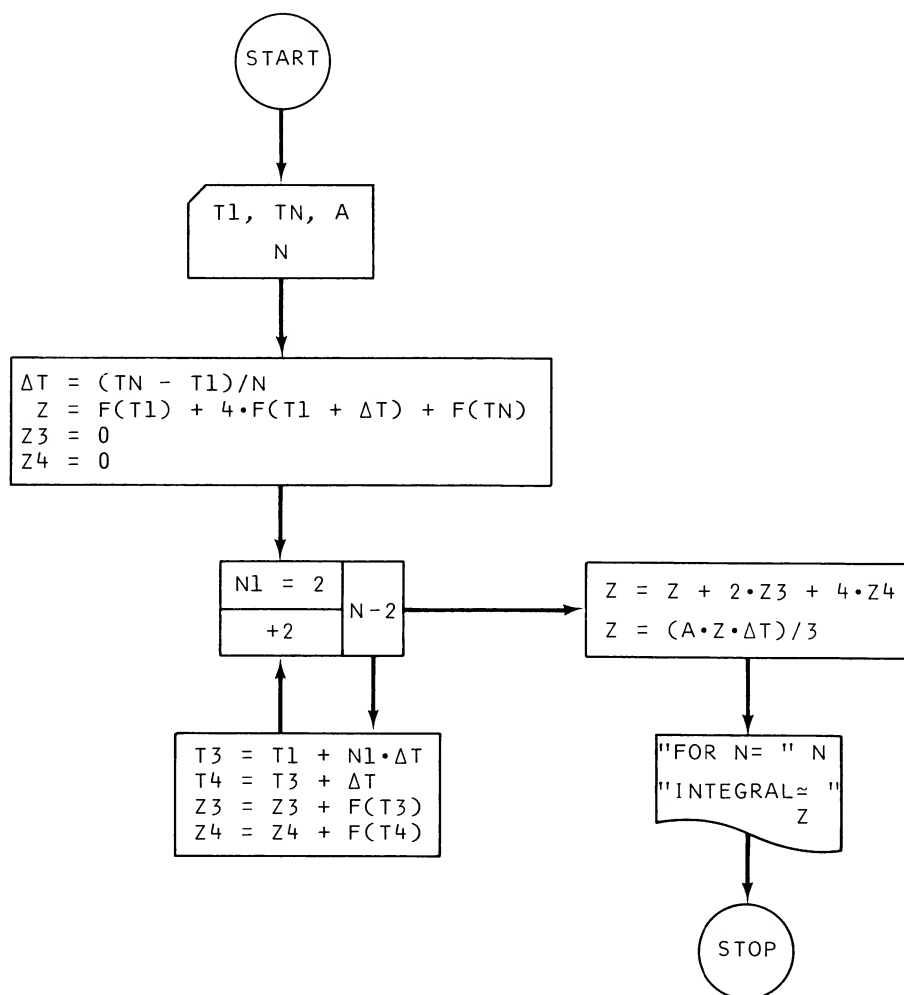 START
T1, TN, A
N
ΔT = (TN - T1)/N
Z = F(T1) + 4•F(T1 + ΔT) + F(TN)
Z3 = 0
Z4 = 0
N1 = 2
+2
N-2
T3 = T1 + N1•ΔT
T4 = T3 + ΔT
Z3 = Z3 + F(T3)
Z4 = Z4 + F(T4)
Z = Z + 2•Z3 + 4•Z4
Z = (A•Z•ΔT)/3
"FOR N= " N
"INTEGRAL≃ "
Z
STOP